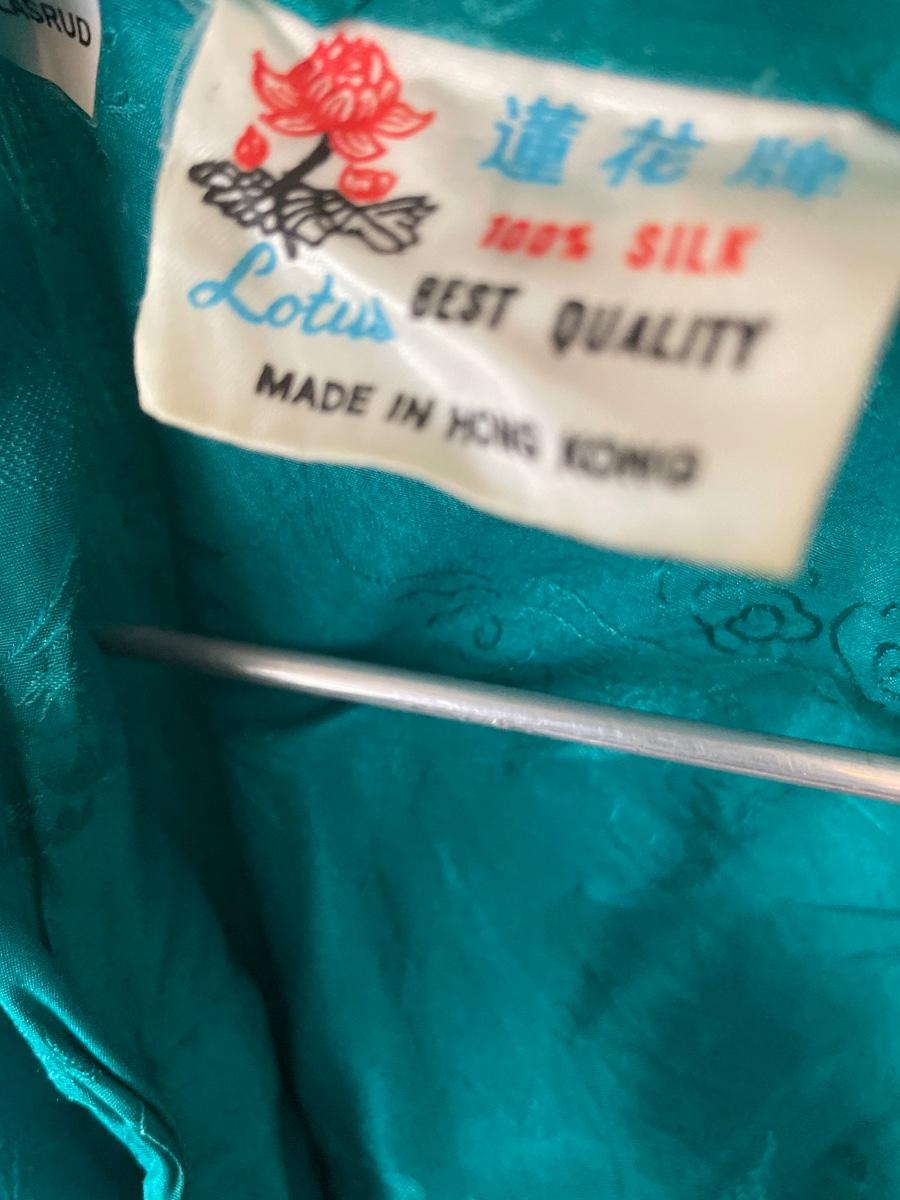 蓮花牌
100% SILK
Lotus BEST QUALITY
MADE IN HONG KONG